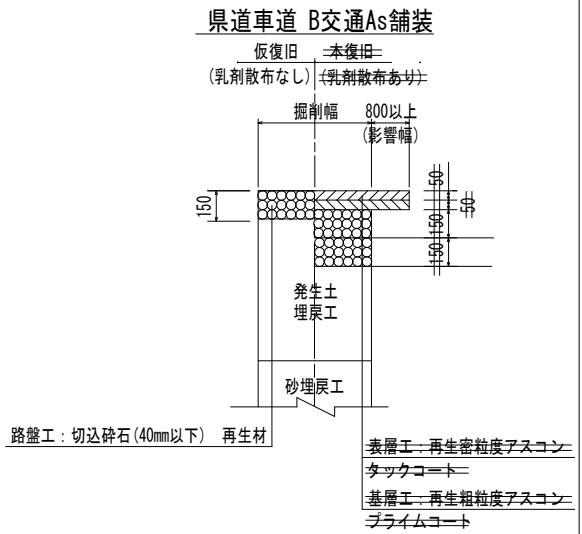 県道車道 B交通As舗装
仮復旧 本復旧
(乳剤散布なし) (乳剤散布あり)
掘削幅 800以上
(影響幅)
150
50
50
150
150
発生土
埋戻工
砂埋戻工
路盤工：切込砕石(40mm以下) 再生材
表層工：再生密粒度アスコン
タックコート
基層工：再生粗粒度アスコン
プライムコート